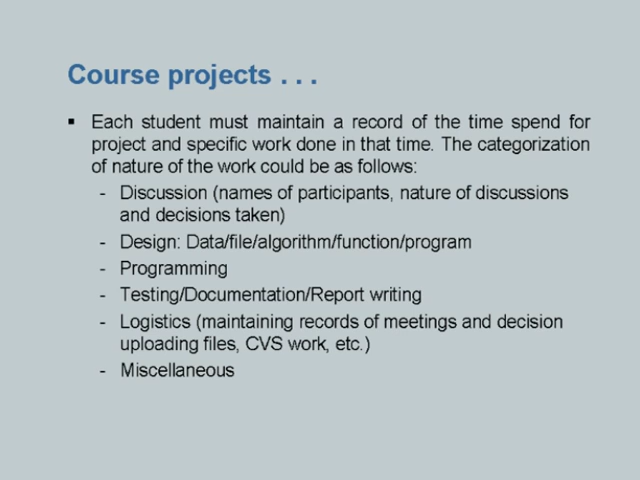 Course projects . . .
▪ Each student must maintain a record of the time spend for
project and specific work done in that time. The categorization
of nature of the work could be as follows:
- Discussion (names of participants, nature of discussions
and decisions taken)
- Design: Data/file/algorithm/function/program
- Programming
- Testing/Documentation/Report writing
- Logistics (maintaining records of meetings and decision
uploading files, CVS work, etc.)
- Miscellaneous